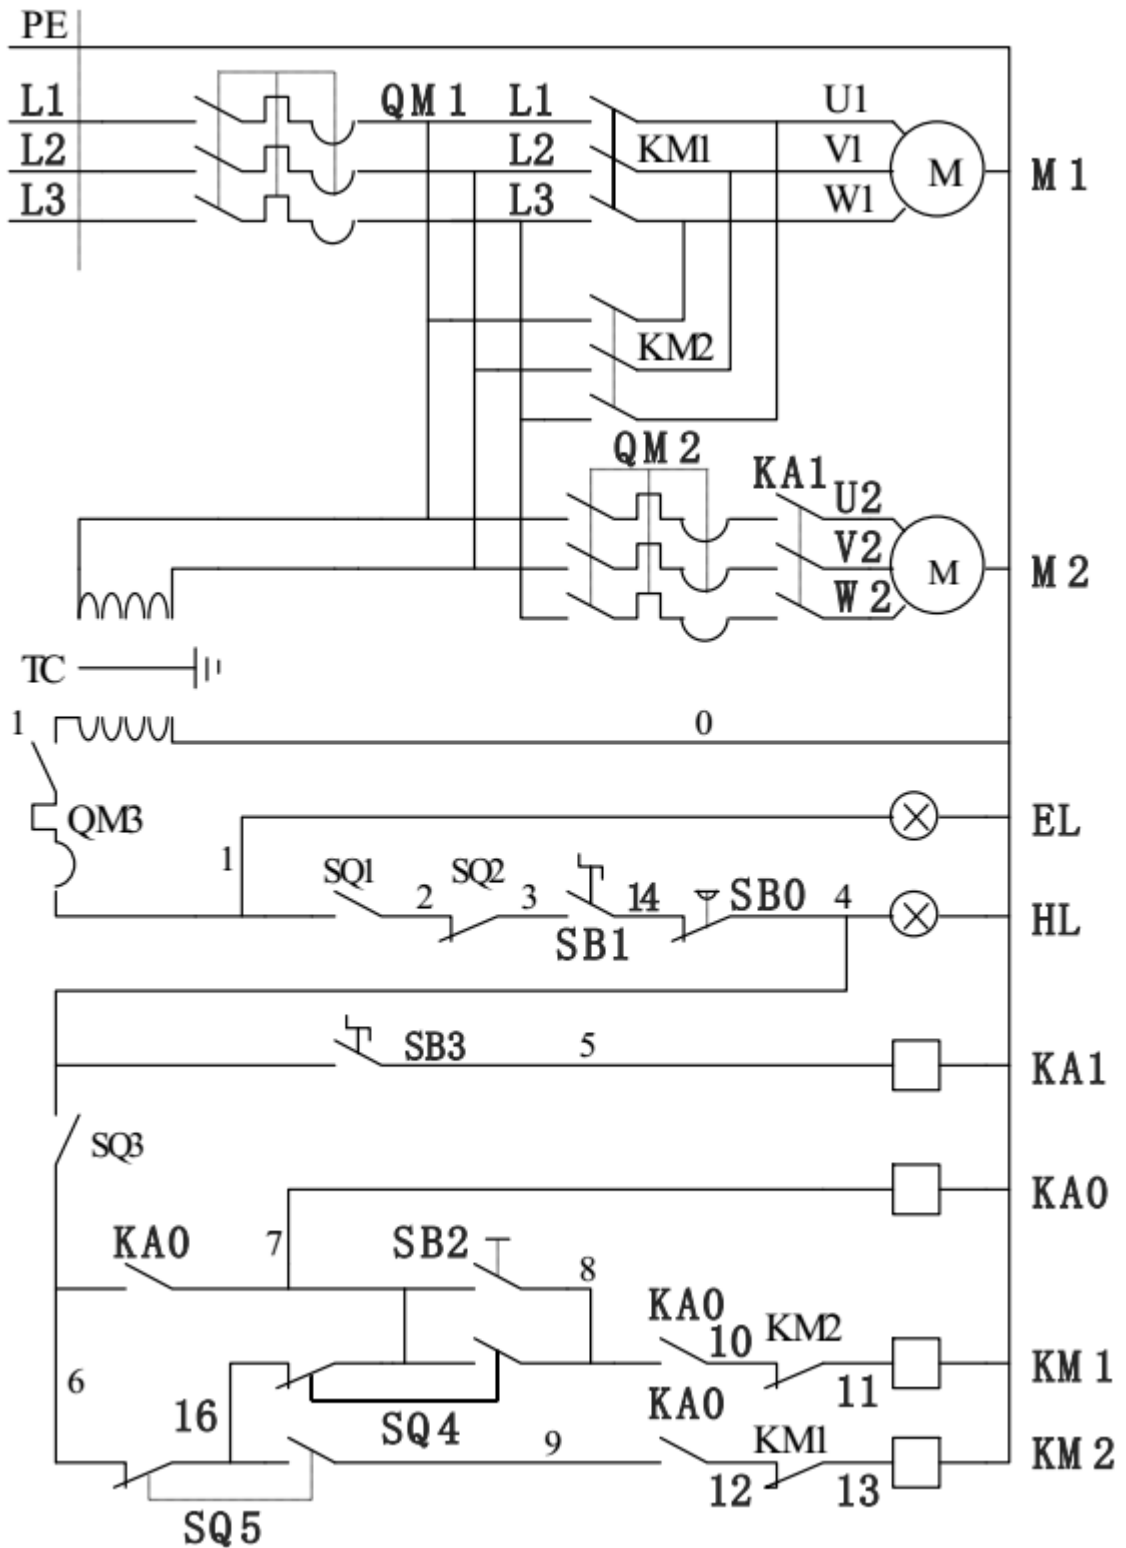 PE
L1 QM1 L1 U1
L2 L2 KM1 V1 M M1
L3 L3 W1
KM2
QM2
KA1 U2
V2
M M2
W2
TC
1 0
QM3 EL
1 SQ1 2 SQ2 3 14 SB0 4 HL
SB1
SB3 5 KA1
SQ3
KA0
KA0 7 SB2 8
KA0 10 KM2
6 11 KM1
16 SQ4 KA0
9 KM1 KM2
12 13
SQ5